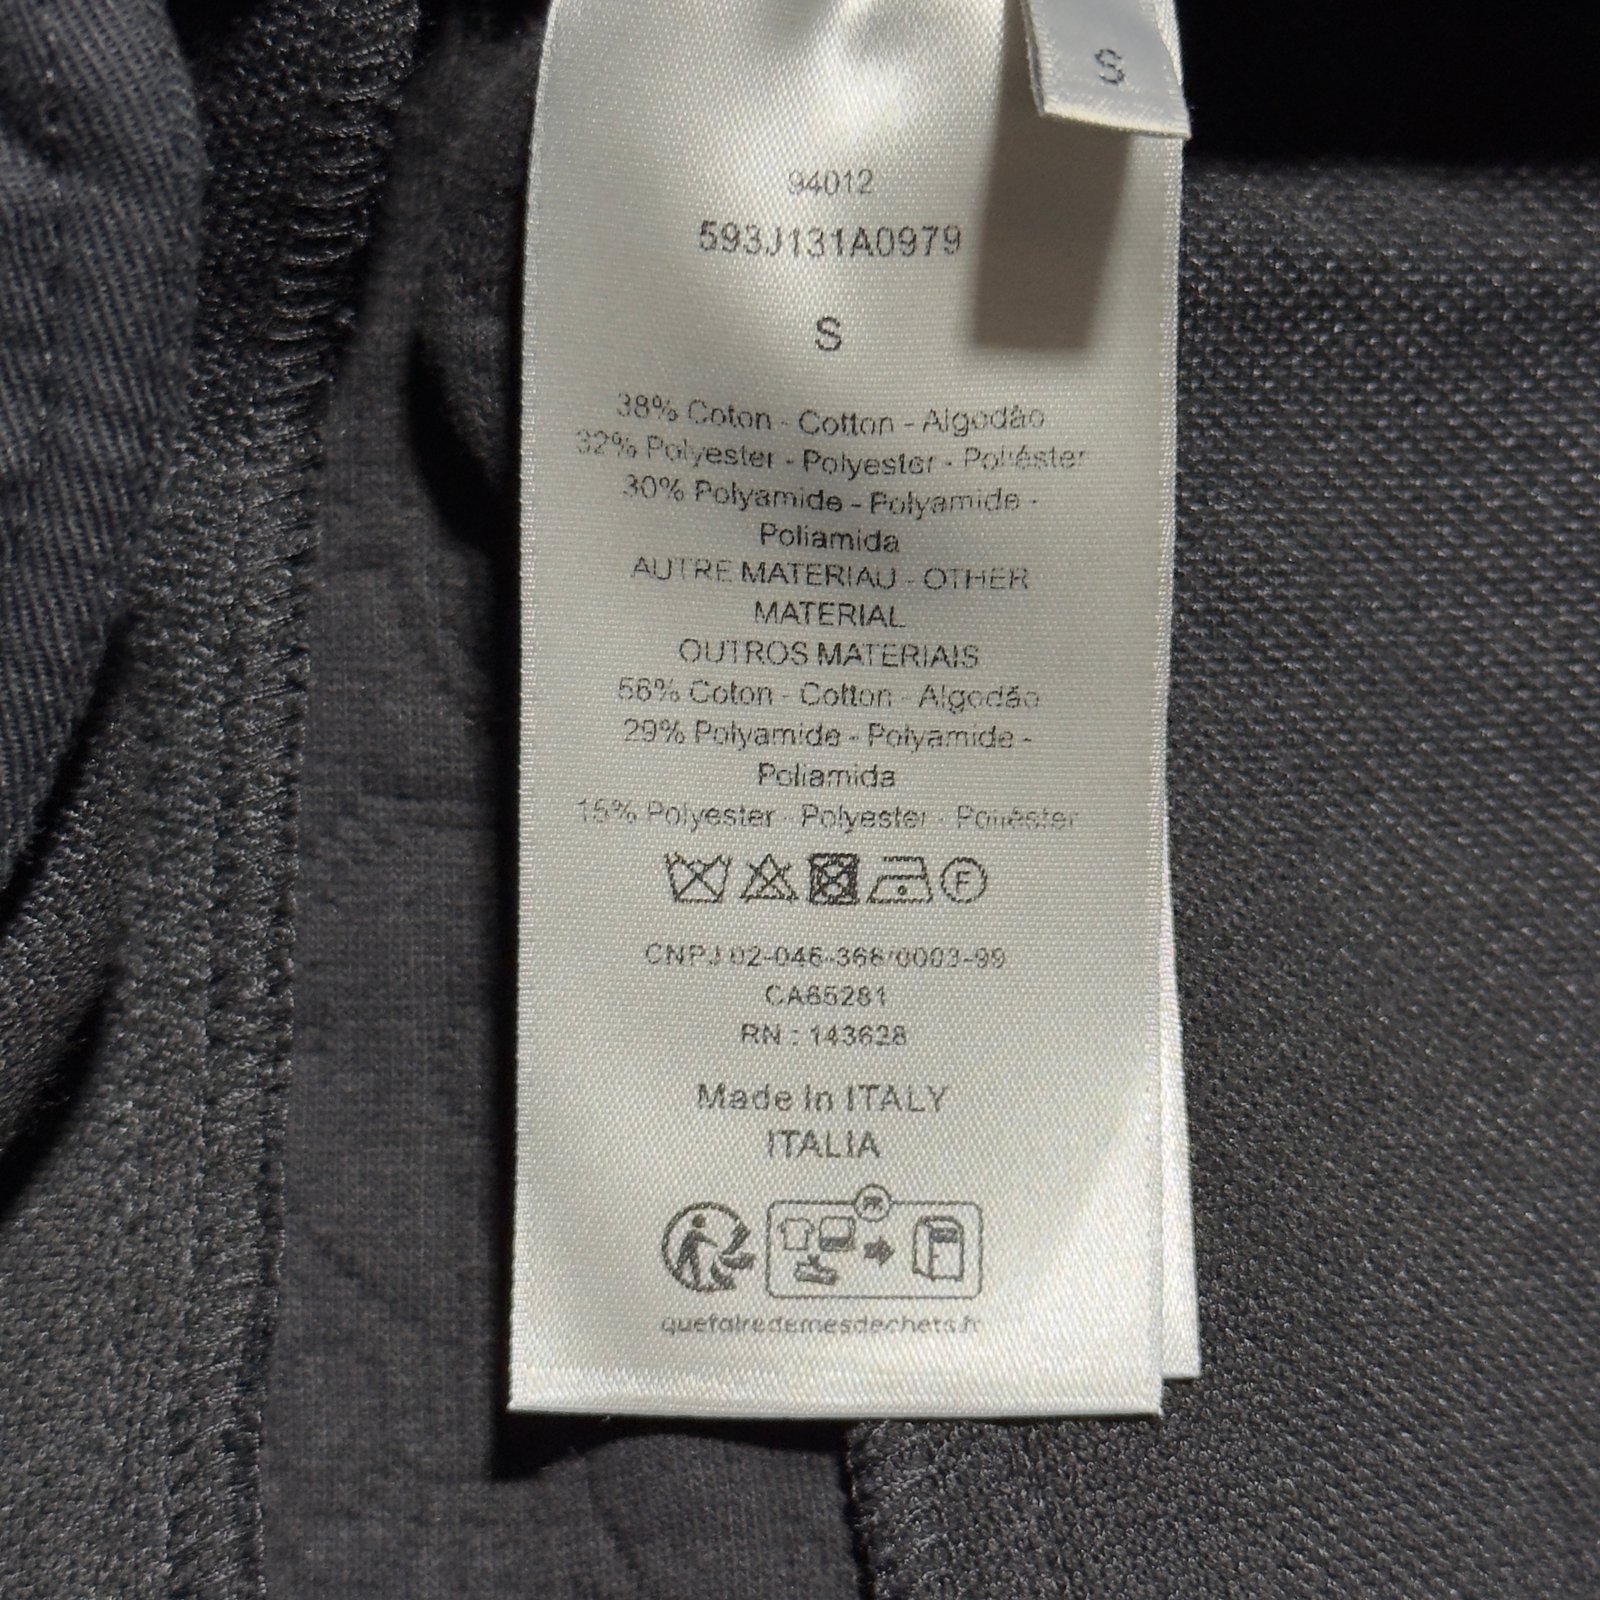 S
94012
593J131A0979
S
38% Coton - Cotton - Algodão
32% Polyester - Polyester - Poliéster
30% Polyamide - Polyamide -
Poliamida
AUTRE MATERIAU - OTHER
MATERIAL
OUTROS MATERIAIS
56% Coton - Cotton - Algodão
29% Polyamide - Polyamide -
Poliamida
15% Polyester - Polyester - Poliéster
F
CNPJ 02-046-368/0003-99
CA65281
RN : 143628
Made in ITALY
ITALIA
FR
quefairedemesdechets.fr